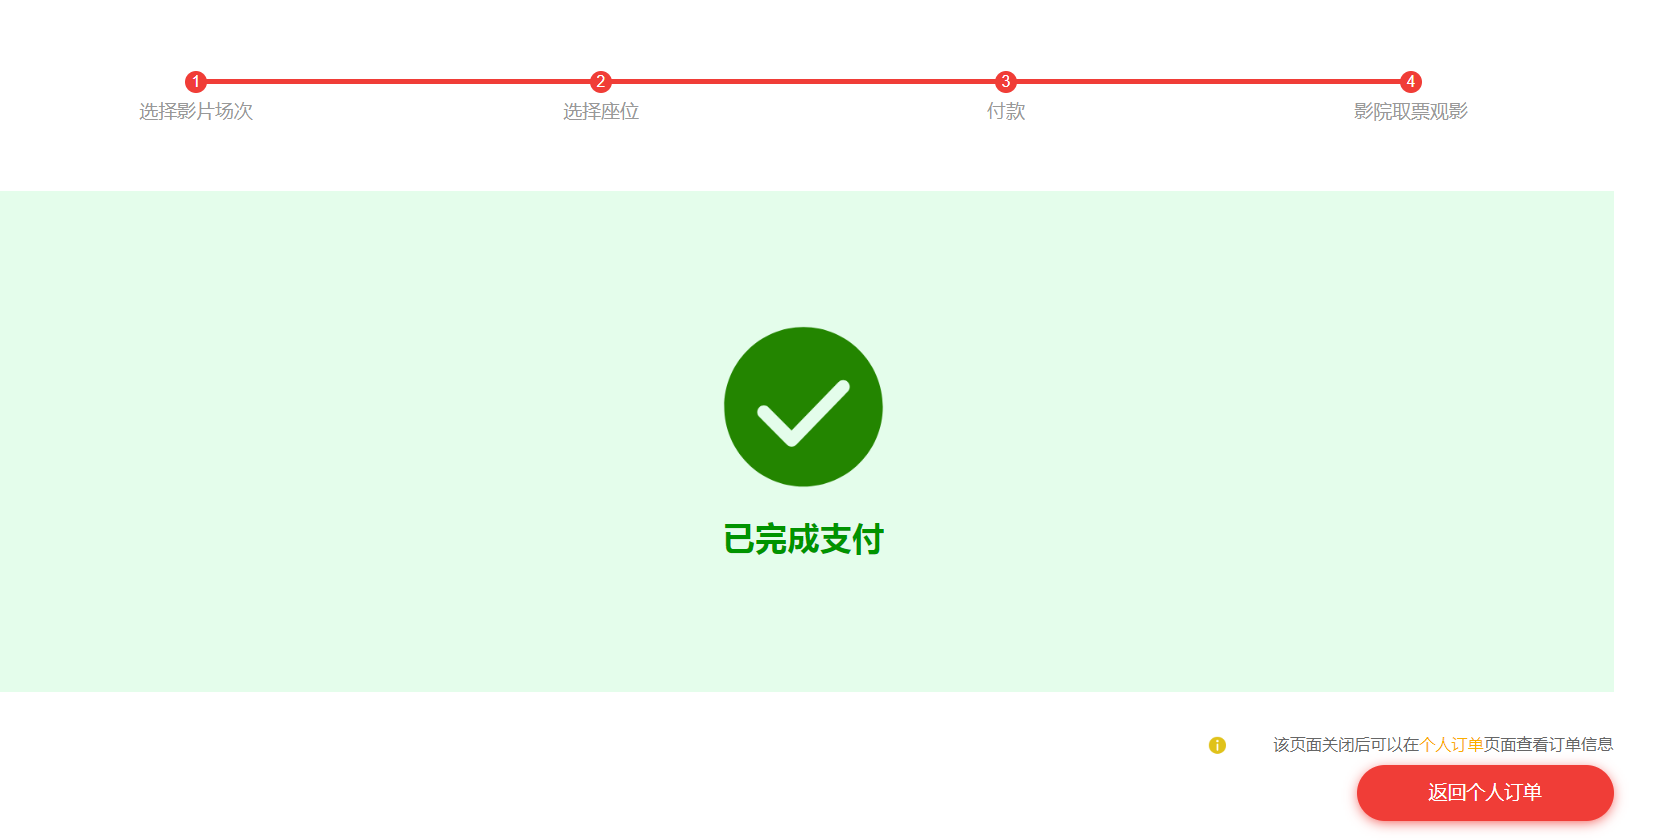 1
2
3
4
选择影片场次
选择座位
付款
影院取票观影
已完成支付
该页面关闭后可以在个人订单页面查看订单信息
返回个人订单